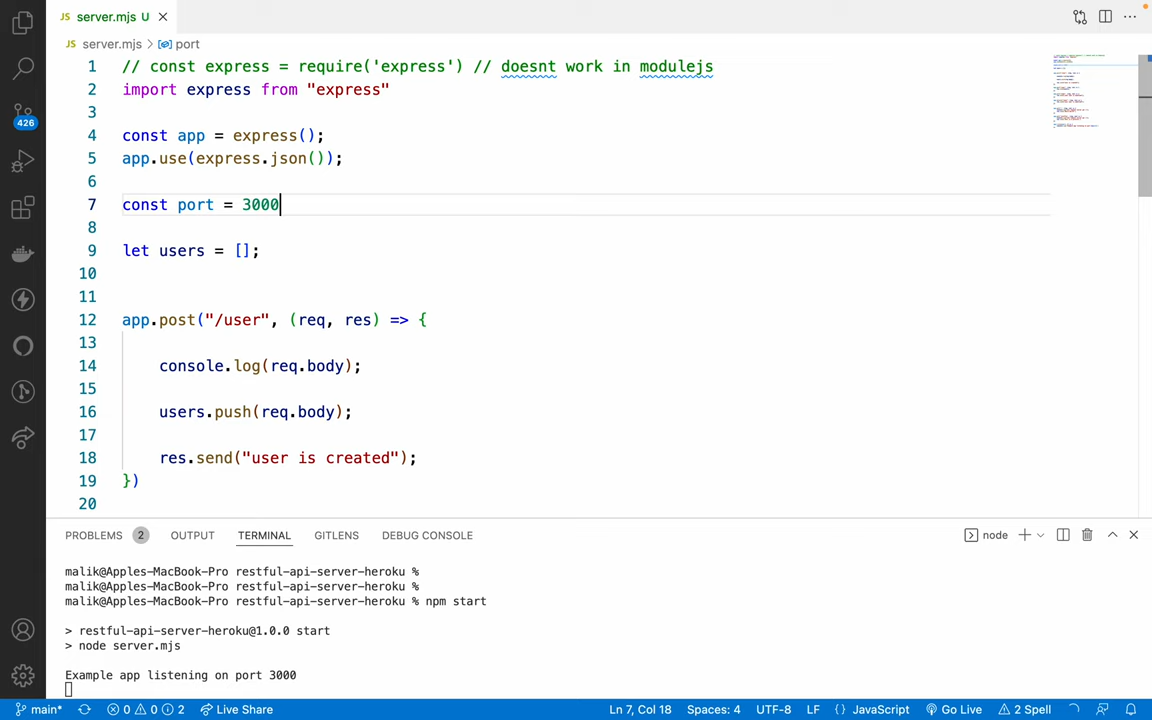 JS server.mjs U
JS server.mjs > port
1 // const express = require('express') // doesnt work in modulejs
2 import express from "express"
3
4 const app = express();
5 app.use(express.json());
6
7 const port = 3000
8
9 let users = [];
10
11
12 app.post("/user", (req, res) => {
13
14 console.log(req.body);
15
16 users.push(req.body);
17
18 res.send("user is created");
19 })
20
426
PROBLEMS 2 OUTPUT TERMINAL GITLENS DEBUG CONSOLE node
malik@Apples-MacBook-Pro restful-api-server-heroku %
malik@Apples-MacBook-Pro restful-api-server-heroku %
malik@Apples-MacBook-Pro restful-api-server-heroku % npm start
> restful-api-server-heroku@1.0.0 start
> node server.mjs
Example app listening on port 3000
main* 0 0 2 Live Share Ln 7, Col 18 Spaces: 4 UTF-8 LF {} JavaScript Go Live 2 Spell